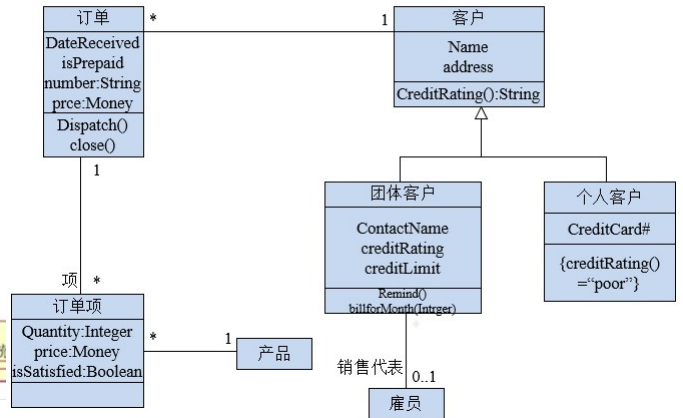 订单
*
1
客户
DateReceived
isPrepaid
number:String
prce:Money
Name
address
CreditRating():String
Dispatch()
close()
1
团体客户
个人客户
ContactName
creditRating
creditLimit
CreditCard#
{creditRating()
=“poor”}
项
*
Remind()
billforMonth(Intrger)
订单项
Quantity:Integer
price:Money
isSatisfied:Boolean
*
1
产品
销售代表
0..1
雇员